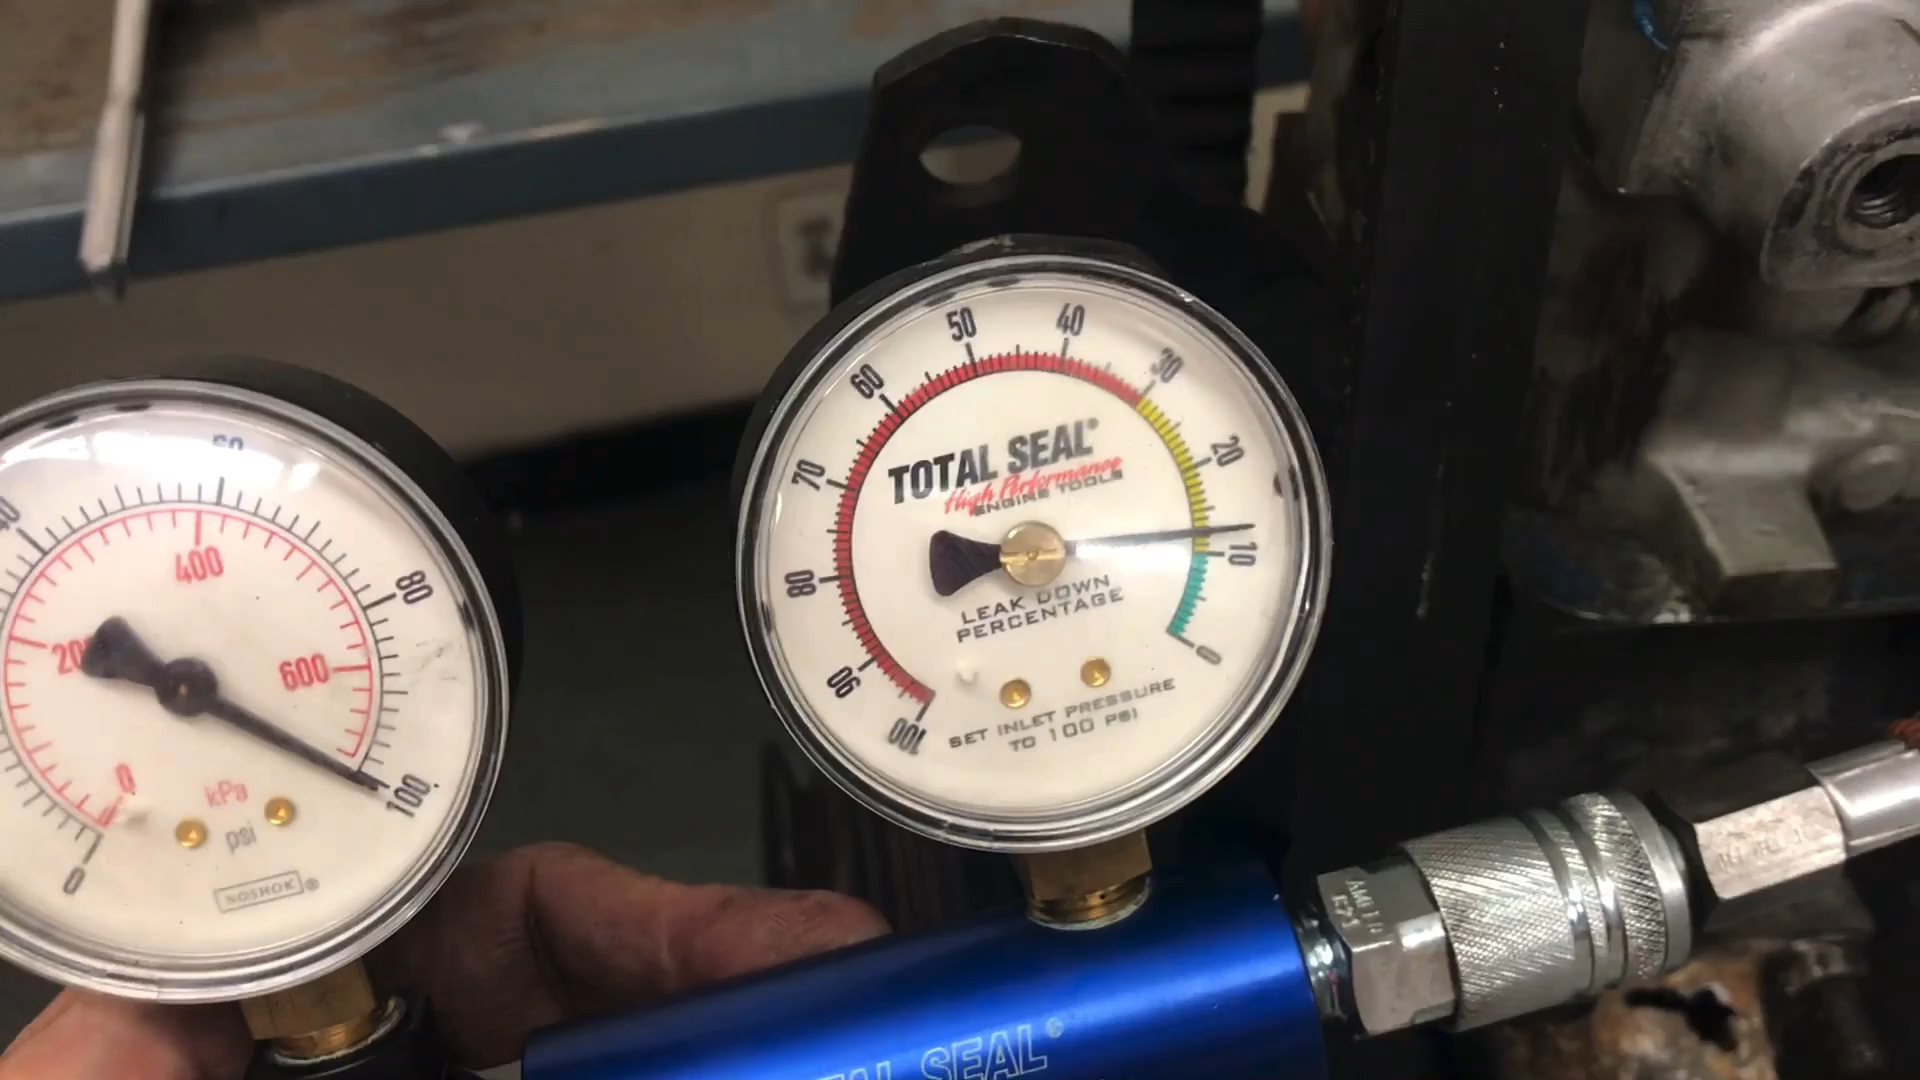 40
60
80
100
0
200
400
600
0
kPa
psi
NOSHOK®
100
90
80
70
60
50
40
30
20
10
0
TOTAL SEAL®
High Performance
ENGINE TOOLS
LEAK DOWN
PERCENTAGE
SET INLET PRESSURE
TO 100 PSI
SEAL®